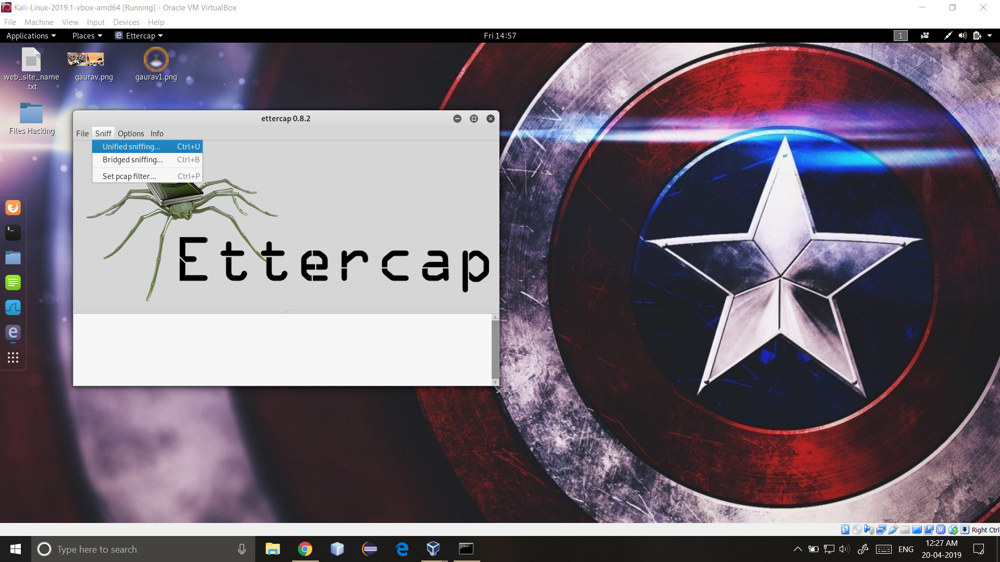 Kali-Linux-2019.1-vbox-amd64 [Running] - Oracle VM VirtualBox
File Machine View Input Devices Help
Applications Places Ettercap Fri 14:57 1
web_site_name
.txt
gaurav.png
gaurav1.png
Files Hacking
ettercap 0.8.2
File Sniff Options Info
Unified sniffing... Ctrl+U
Bridged sniffing... Ctrl+B
Set pcap filter... Ctrl+P
Ettercap
$_
e
Right Ctrl
Type here to search
ENG
12:27 AM
20-04-2019